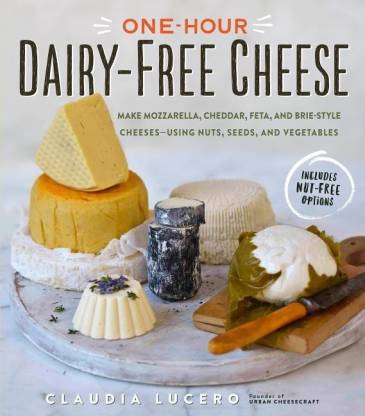 ONE-HOUR
DAIRY-FREE CHEESE
MAKE MOZZARELLA, CHEDDAR, FETA, AND BRIE-STYLE
CHEESES—USING NUTS, SEEDS, AND VEGETABLES
INCLUDES
NUT-FREE
OPTIONS
CLAUDIA LUCERO
Founder of
URBAN CHEESECRAFT